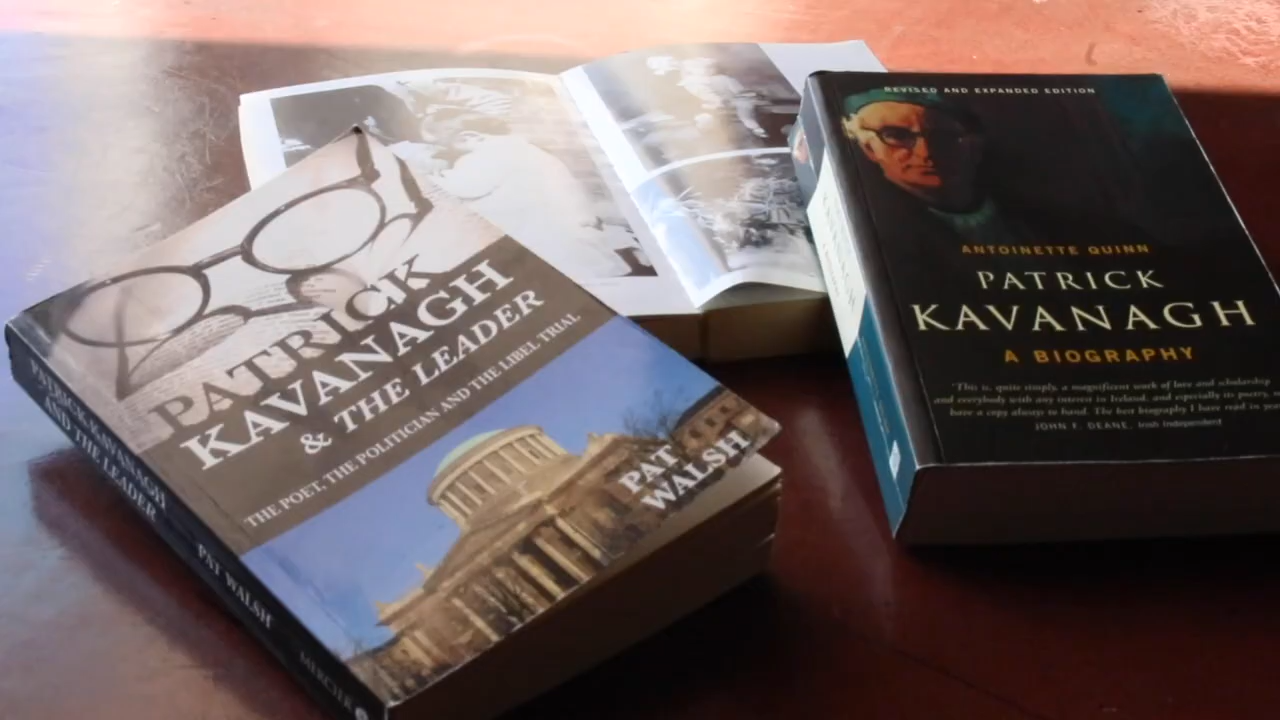 PATRICK
KAVANAGH
& THE LEADER
THE POET, THE POLITICIAN AND THE LIBEL TRIAL
PAT
WALSH
PATRICK KAVANAGH
AND THE LEADER
PAT WALSH
MERCIER
REVISED AND EXPANDED EDITION
ANTOINETTE QUINN
PATRICK
KAVANAGH
A BIOGRAPHY
'This is, quite simply, a magnificent work of love and scholarship
and everybody with any interest in Ireland, and especially its poetry,
have a copy always to hand. The best biography I have read in
JOHN F. DEANE, Irish Independent